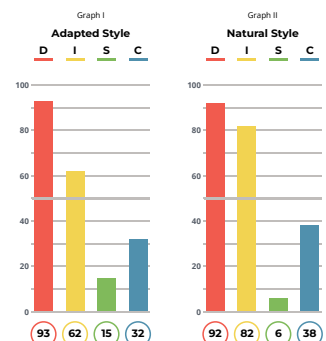 Graph I
Adapted Style
D I S C
100
80
60
40
20
0
93 62 15 32
Graph II
Natural Style
D I S C
100
80
60
40
20
0
92 82 6 38